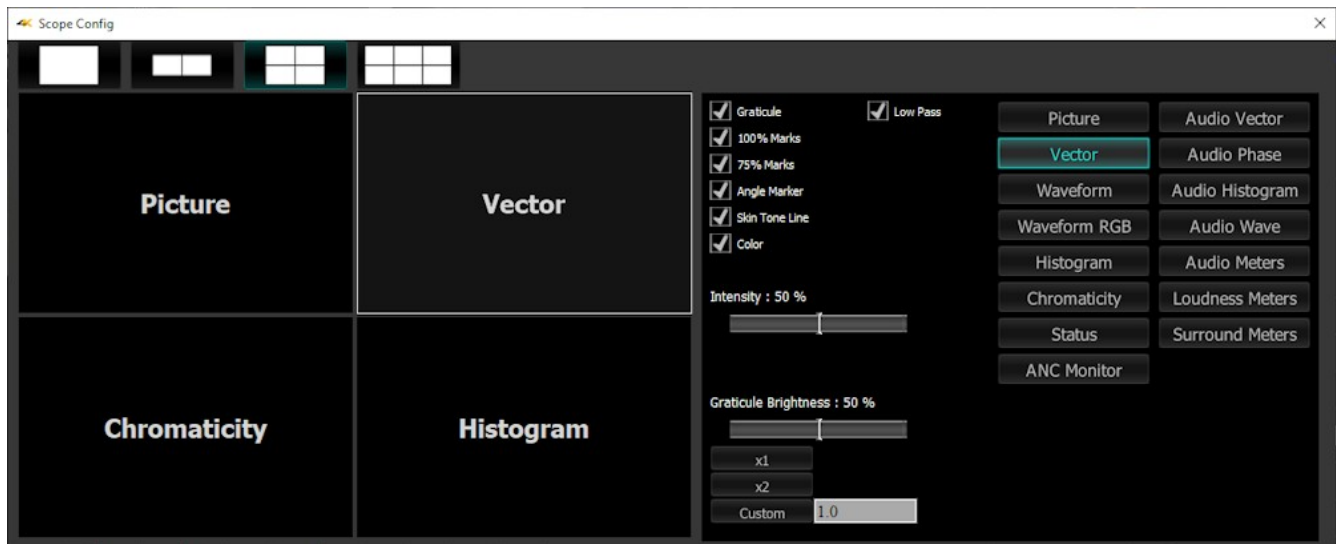 Scope Config
Picture
Vector
Chromaticity
Histogram
Graticule
Low Pass
100% Marks
75% Marks
Angle Marker
Skin Tone Line
Color
Intensity : 50 %
Graticule Brightness : 50 %
x1
x2
Custom
1.0
Picture
Audio Vector
Vector
Audio Phase
Waveform
Audio Histogram
Waveform RGB
Audio Wave
Histogram
Audio Meters
Chromaticity
Loudness Meters
Status
Surround Meters
ANC Monitor